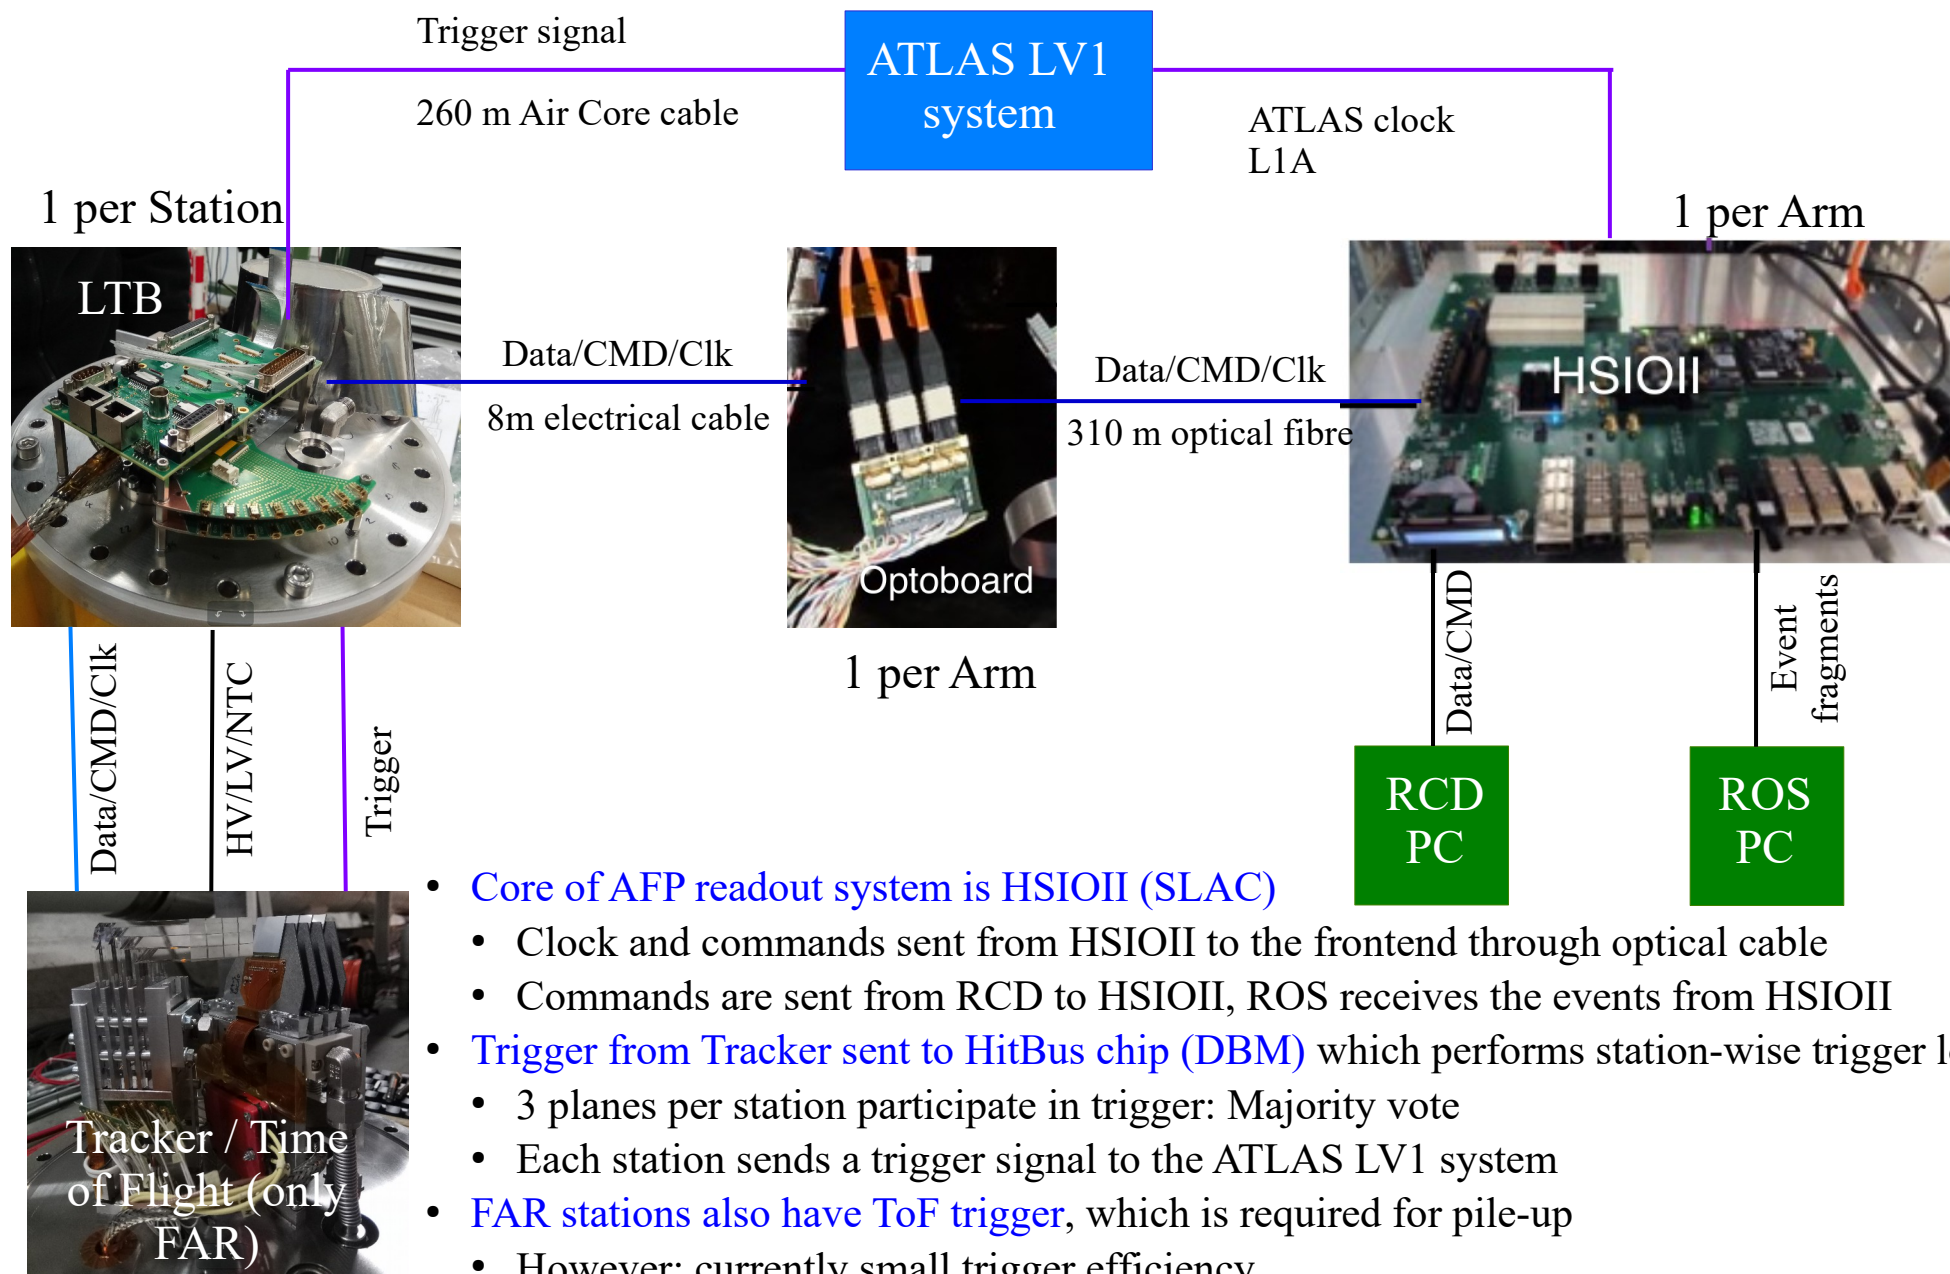 Trigger signal
260 m Air Core cable
ATLAS LV1
system
ATLAS clock
L1A
1 per Station
1 per Arm
LTB
Data/CMD/Clk
8m electrical cable
Data/CMD/Clk
310 m optical fibre
HSIOII
Optoboard
1 per Arm
Data/CMD/Clk
HV/LV/NTC
Trigger
Data/CMD
Event
fragments
RCD
PC
ROS
PC
Tracker / Time
of Flight (only
FAR)
• Core of AFP readout system is HSIOII (SLAC)
• Clock and commands sent from HSIOII to the frontend through optical cable
• Commands are sent from RCD to HSIOII, ROS receives the events from HSIOII
• Trigger from Tracker sent to HitBus chip (DBM) which performs station-wise trigger
• 3 planes per station participate in trigger: Majority vote
• Each station sends a trigger signal to the ATLAS LV1 system
• FAR stations also have ToF trigger, which is required for pile-up
• However: currently small trigger efficiency